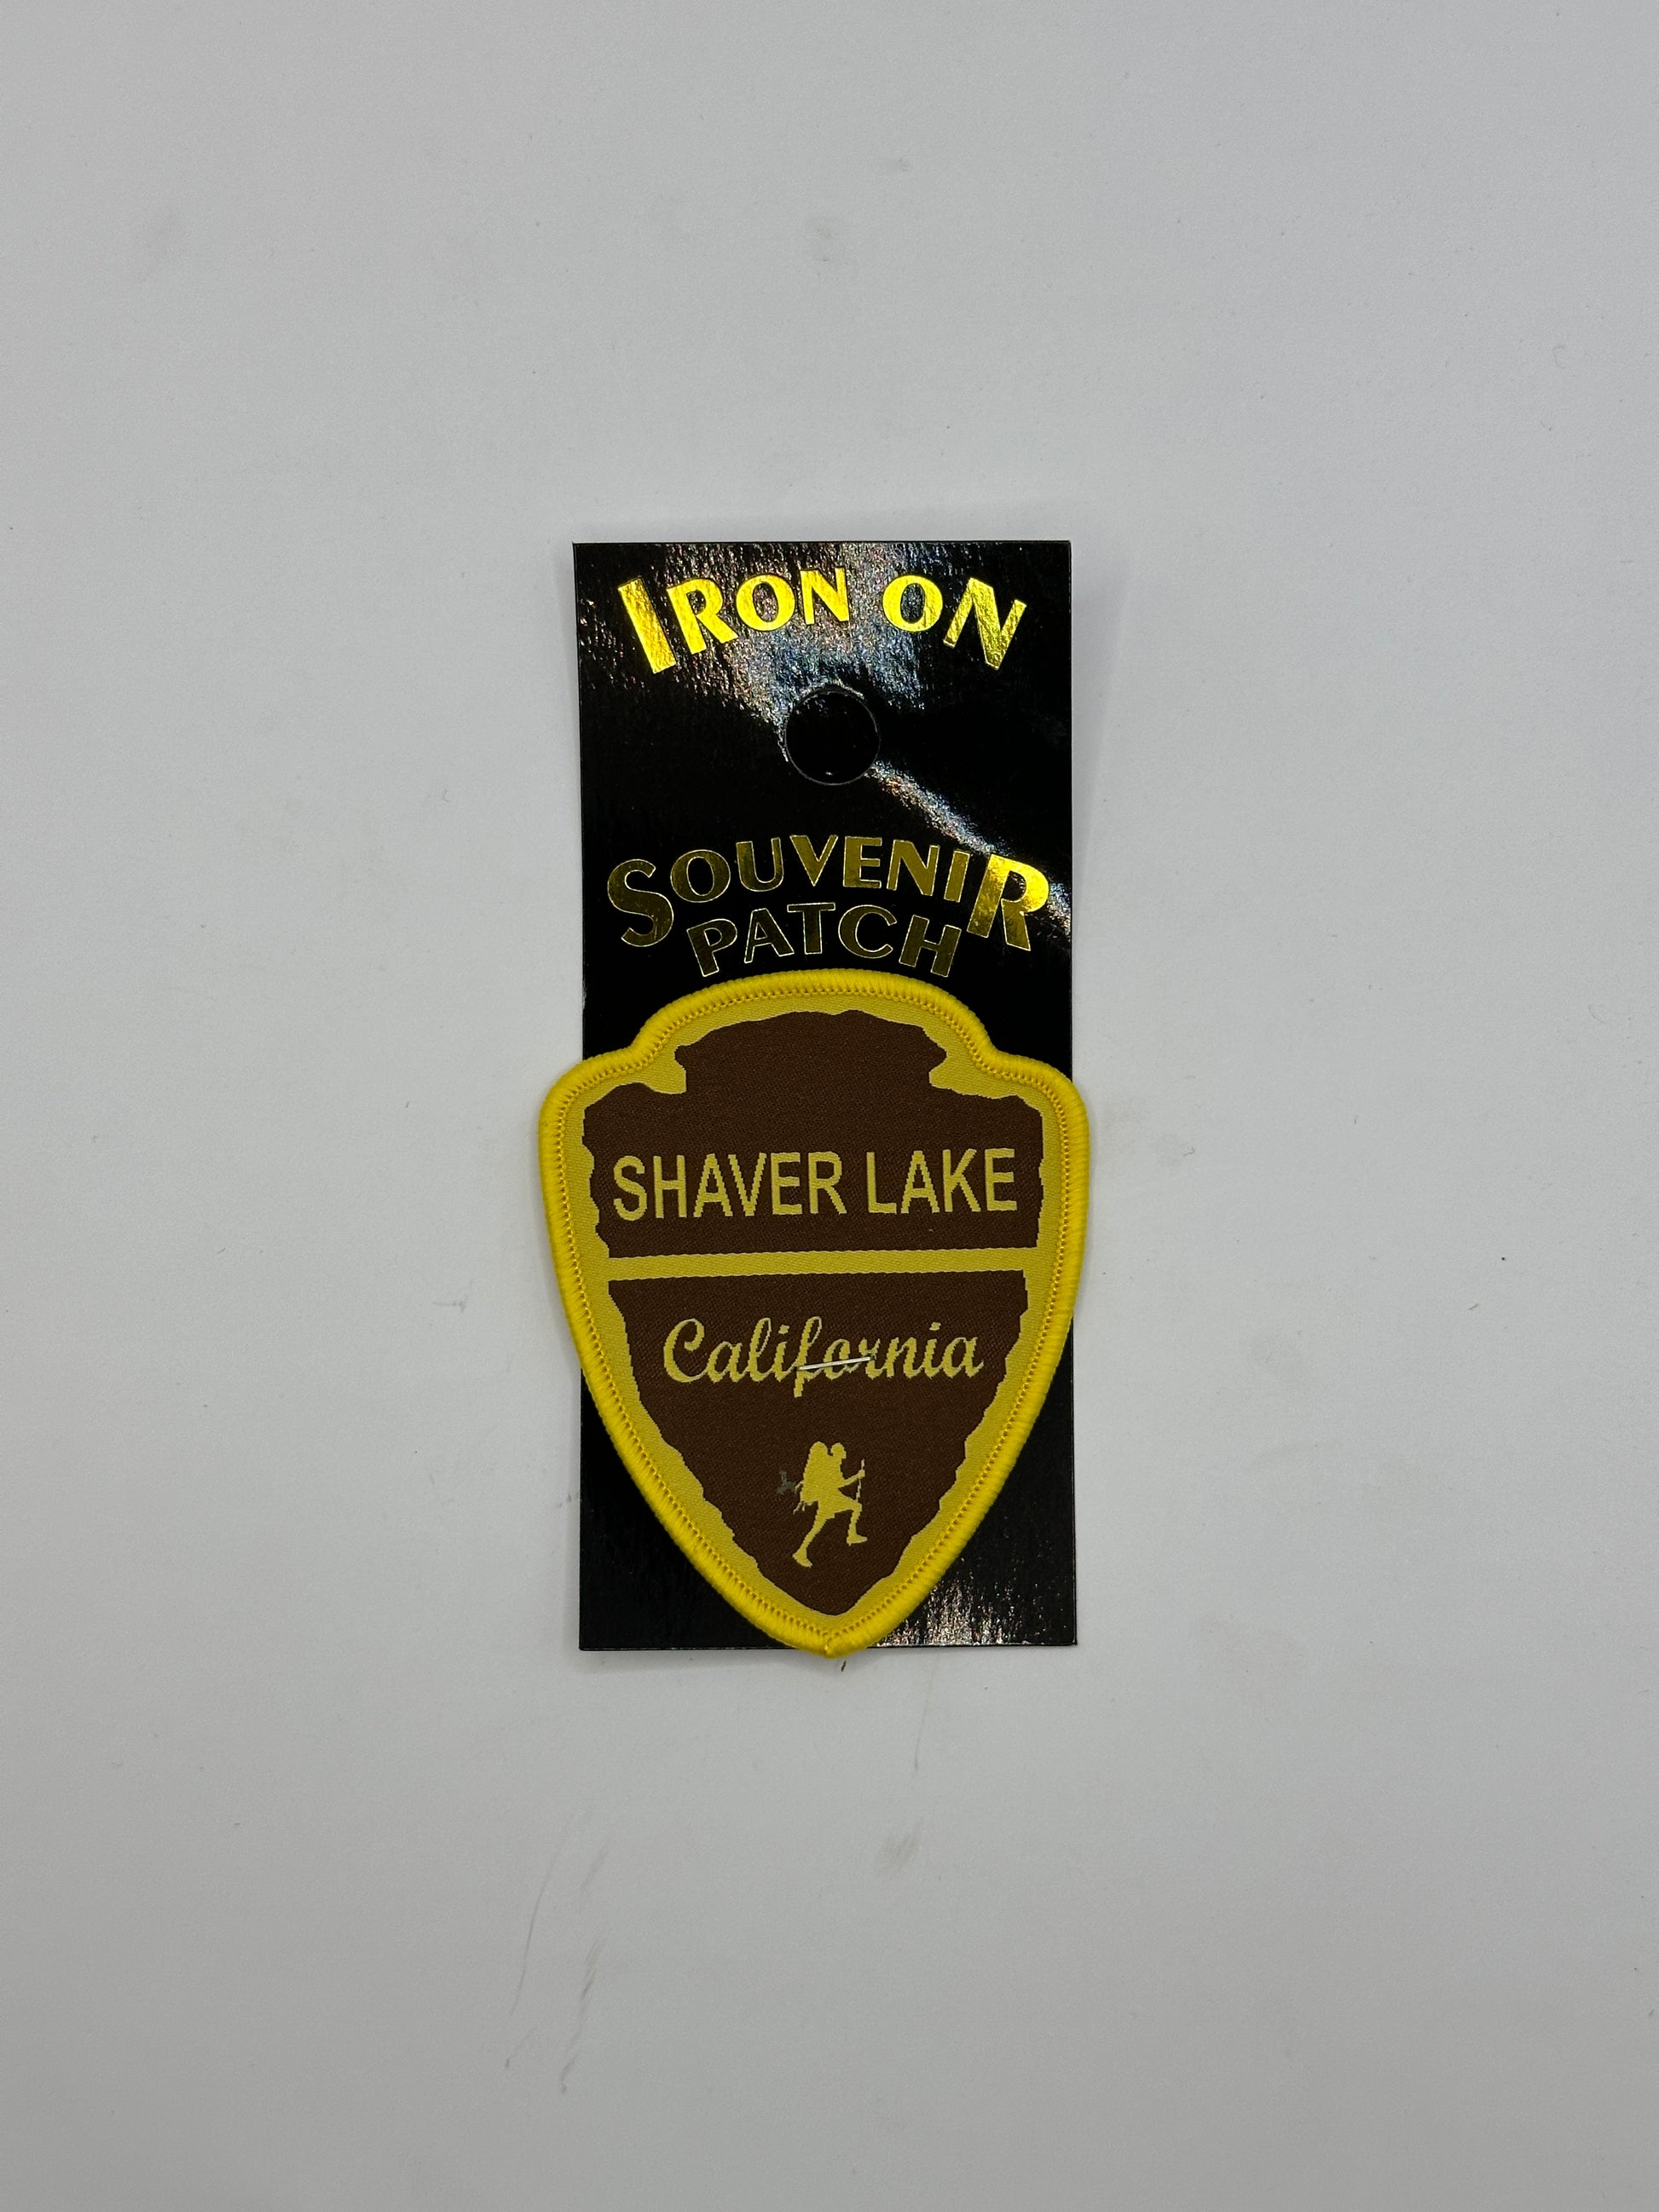 IRON ON
SOUVENIR
PATCH
SHAVER LAKE
California